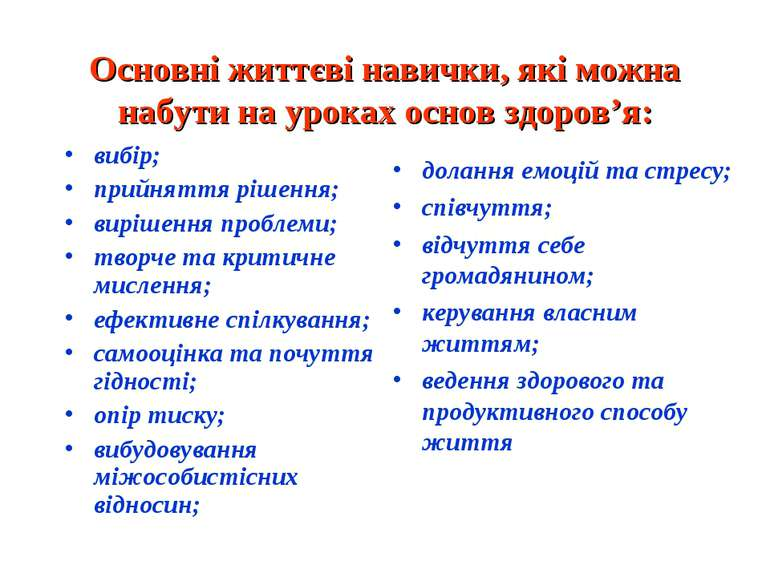 Основні життєві навички, які можна
набути на уроках основ здоров’я:
• вибір;
• прийняття рішення;
• вирішення проблеми;
• творче та критичне
мислення;
• ефективне спілкування;
• самооцінка та почуття
гідності;
• опір тиску;
• вибудовування
міжособистісних
відносин;
• долання емоцій та стресу;
• співчуття;
• відчуття себе
громадянином;
• керування власним
життям;
• ведення здорового та
продуктивного способу
життя